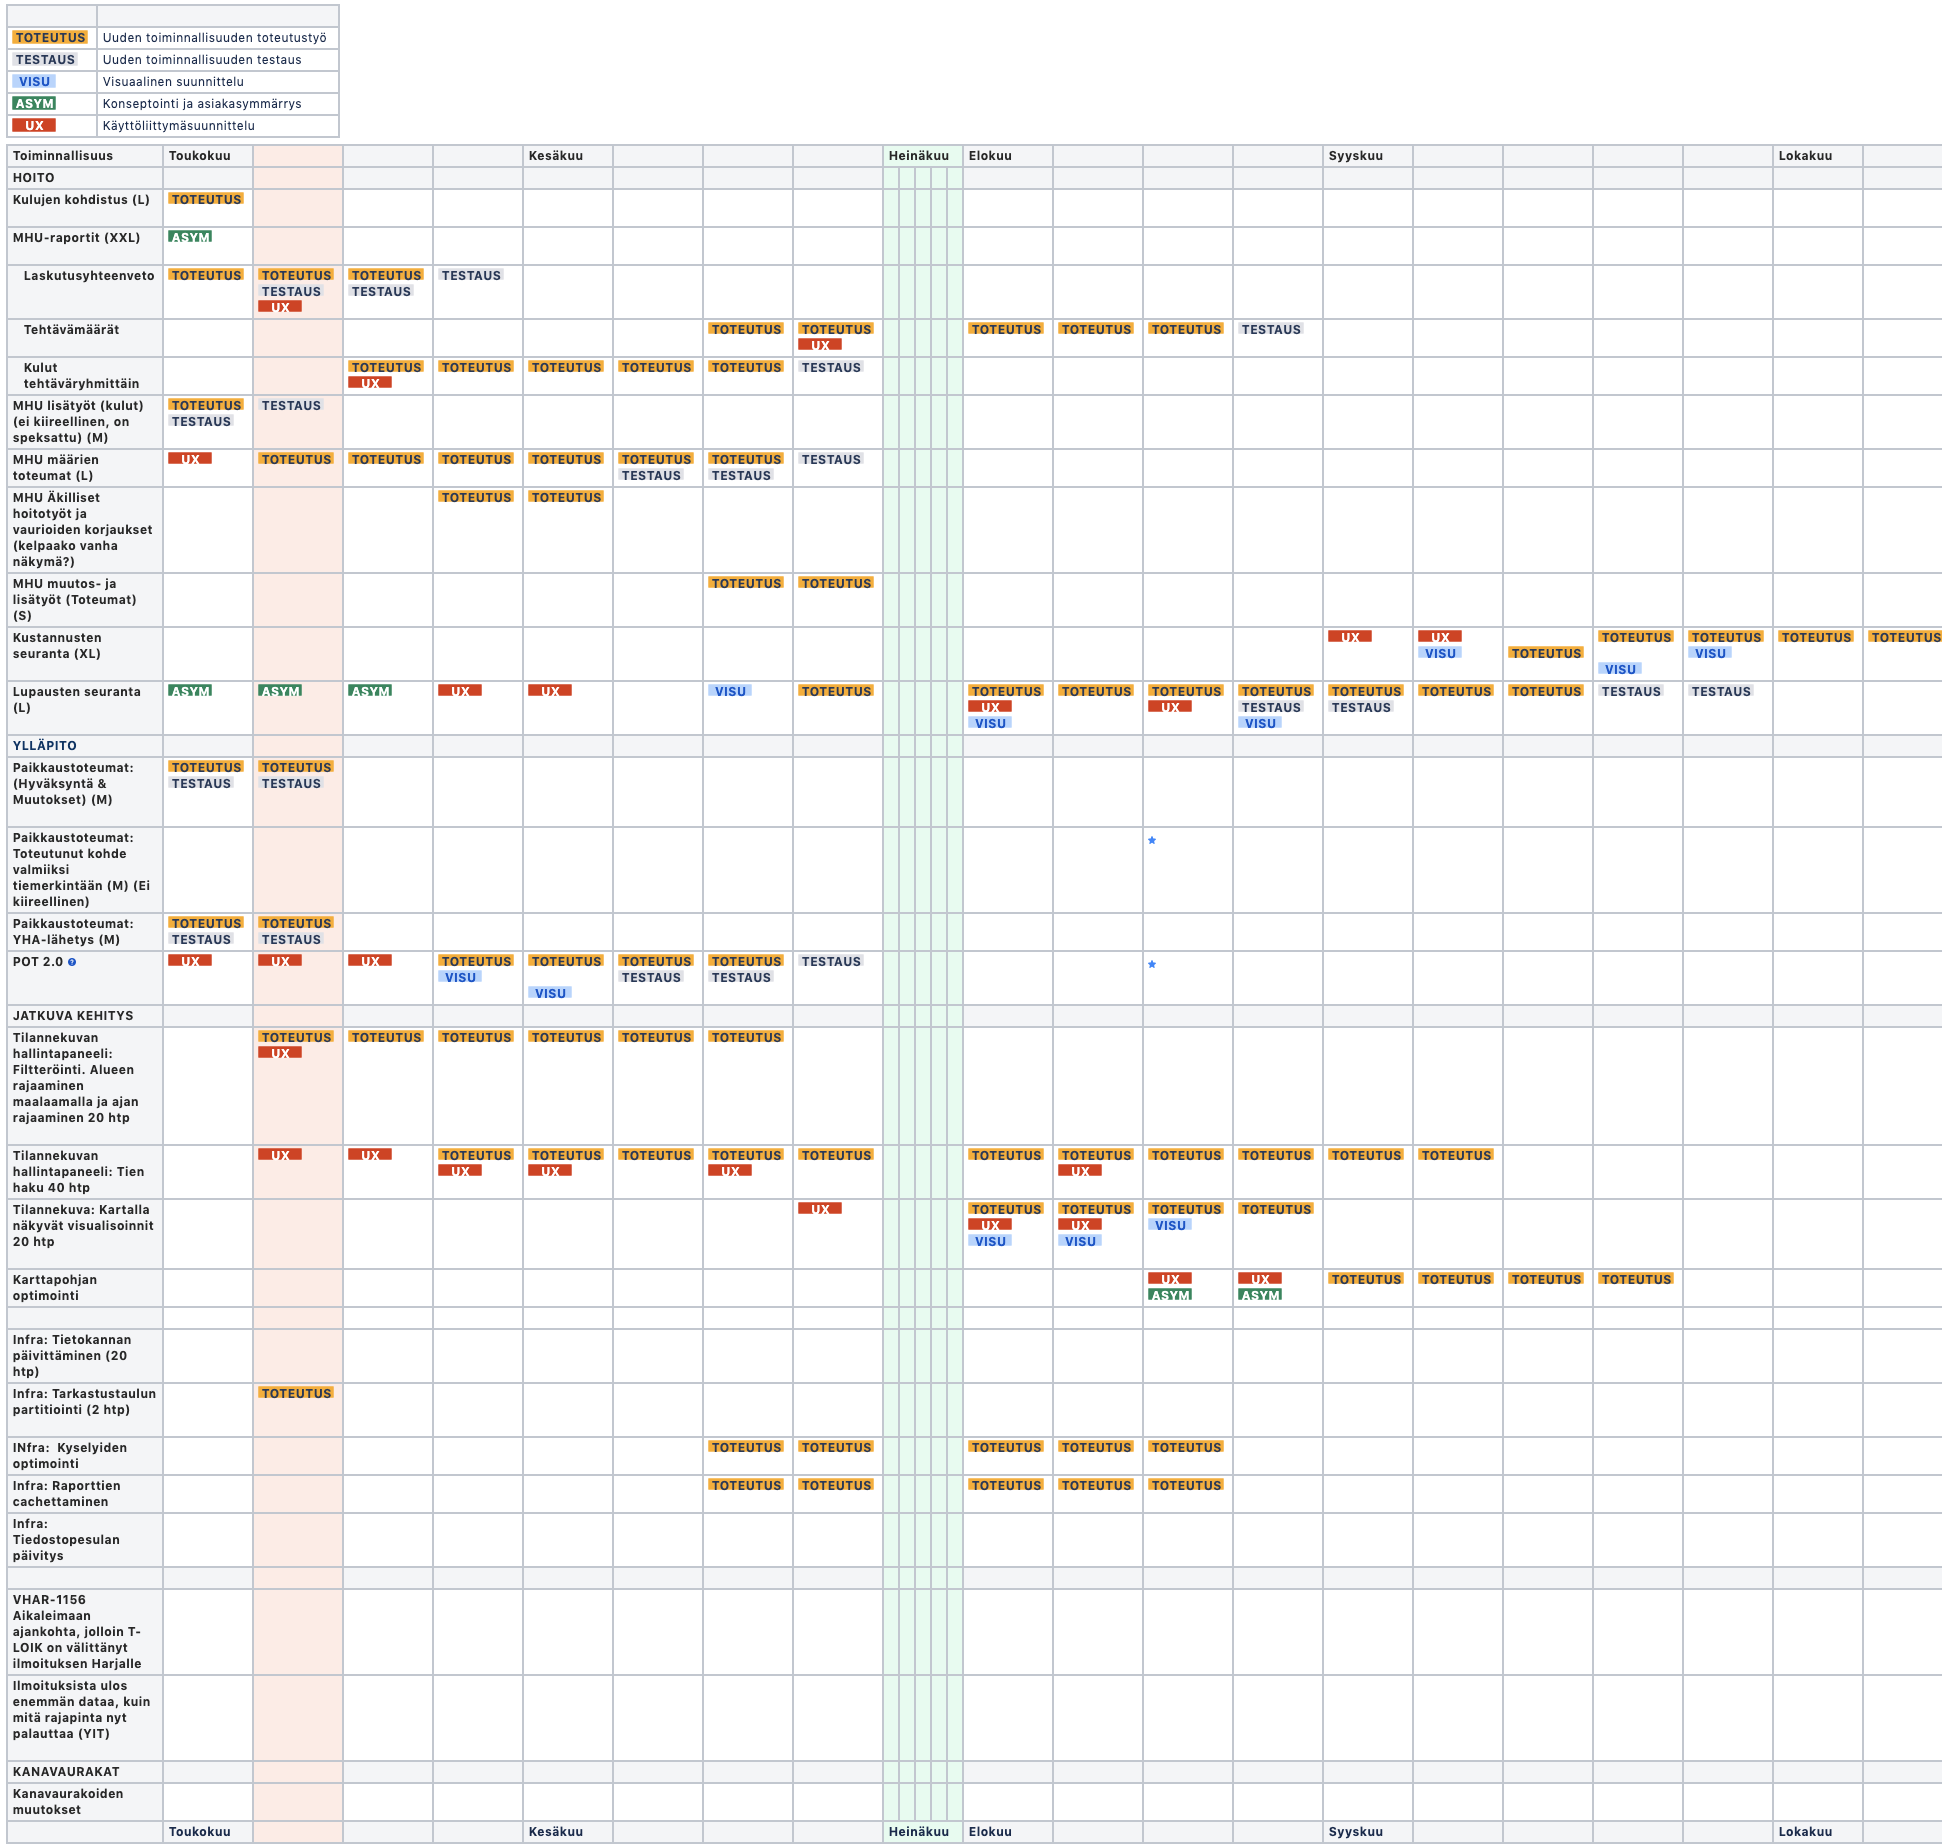 TOTEUTUS Uuden toiminnallisuuden toteutustyö
TESTAUS Uuden toiminnallisuuden testaus
VISU Visuaalinen suunnittelu
ASYM Konseptointi ja asiakasymmärrys
UX Käyttöliittymäsuunnittelu
Toiminnallisuus Toukokuu Kesäkuu Heinäkuu Elokuu Syyskuu Lokakuu
HOITO
Kulujen kohdistus (L) TOTEUTUS
MHU-raportit (XXL) ASYM
Laskutusyhteenveto TOTEUTUS TOTEUTUS TOTEUTUS TESTAUS
TESTAUS TESTAUS
UX
Tehtävämäärät TOTEUTUS TOTEUTUS TOTEUTUS TOTEUTUS TOTEUTUS TESTAUS
UX
Kulut TOTEUTUS TOTEUTUS TOTEUTUS TOTEUTUS TOTEUTUS TESTAUS
tehtäväryhmittäin UX
MHU lisätyöt (kulut) TOTEUTUS TESTAUS
(ei kiireellinen, on TESTAUS
speksattu) (M)
MHU määrien UX TOTEUTUS TOTEUTUS TOTEUTUS TOTEUTUS TOTEUTUS TOTEUTUS TESTAUS
toteumat (L) TESTAUS TESTAUS
MHU Äkilliset TOTEUTUS TOTEUTUS
hoitotyöt ja
vaurioiden korjaukset
(kelpaako vanha
näkymä?)
MHU muutos- ja TOTEUTUS TOTEUTUS
lisätyöt (Toteumat)
(S)
Kustannusten UX UX TOTEUTUS TOTEUTUS TOTEUTUS TOTEUTUS
seuranta (XL) VISU TOTEUTUS VISU
VISU
Lupausten seuranta ASYM ASYM ASYM UX UX VISU TOTEUTUS TOTEUTUS TOTEUTUS TOTEUTUS TOTEUTUS TOTEUTUS TOTEUTUS TOTEUTUS TESTAUS TESTAUS
(L) UX UX TESTAUS TESTAUS
VISU VISU
YLLÄPITO
Paikkaustoteumat: TOTEUTUS TOTEUTUS
(Hyväksyntä & TESTAUS TESTAUS
Muutokset) (M)
Paikkaustoteumat:
Toteutunut kohde
valmiiksi
tiemerkintään (M) (Ei
kiireellinen)
Paikkaustoteumat: TOTEUTUS TOTEUTUS
YHA-lähetys (M) TESTAUS TESTAUS
POT 2.0 UX UX UX TOTEUTUS TOTEUTUS TOTEUTUS TOTEUTUS TESTAUS
VISU TESTAUS TESTAUS
VISU
JATKUVA KEHITYS
Tilannekuvan TOTEUTUS TOTEUTUS TOTEUTUS TOTEUTUS TOTEUTUS TOTEUTUS
hallintapaneeli: UX
Filtteröinti. Alueen
rajaaminen
maalaamalla ja ajan
rajaaminen 20 htp
Tilannekuvan UX UX TOTEUTUS TOTEUTUS TOTEUTUS TOTEUTUS TOTEUTUS TOTEUTUS TOTEUTUS TOTEUTUS TOTEUTUS TOTEUTUS TOTEUTUS
hallintapaneeli: Tien UX UX UX UX
haku 40 htp
Tilannekuva: Kartalla UX TOTEUTUS TOTEUTUS TOTEUTUS TOTEUTUS
näkyvät visualisoinnit UX UX VISU
20 htp VISU VISU
Karttapohjan UX UX TOTEUTUS TOTEUTUS TOTEUTUS TOTEUTUS
optimointi ASYM ASYM
Infra: Tietokannan
päivittäminen (20
htp)
Infra: Tarkastustaulun TOTEUTUS
partitiointi (2 htp)
INfra: Kyselyiden TOTEUTUS TOTEUTUS TOTEUTUS TOTEUTUS TOTEUTUS
optimointi
Infra: Raporttien TOTEUTUS TOTEUTUS TOTEUTUS TOTEUTUS TOTEUTUS
cachettaminen
Infra:
Tiedostopesulan
päivitys
VHAR-1156
Aikaleimaan
ajankohta, jolloin T-
LOIK on välittänyt
ilmoituksen Harjalle
Ilmoituksista ulos
enemmän dataa, kuin
mitä rajapinta nyt
palauttaa (YIT)
KANAVAURAKAT
Kanavaurakoiden
muutokset
Toukokuu Kesäkuu Heinäkuu Elokuu Syyskuu Lokakuu